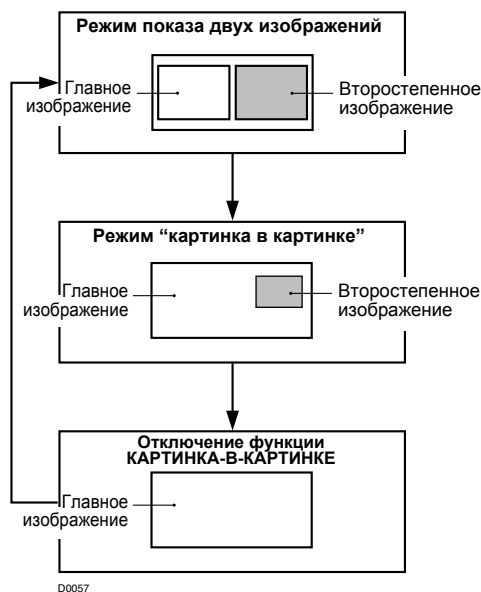 Режим показа двух изображений
Главное
изображение
Второстепенное
изображение
Режим “картинка в картинке”
Главное
изображение
Второстепенное
изображение
Отключение функции
КАРТИНКА-В-КАРТИНКЕ
Главное
изображение
D0057